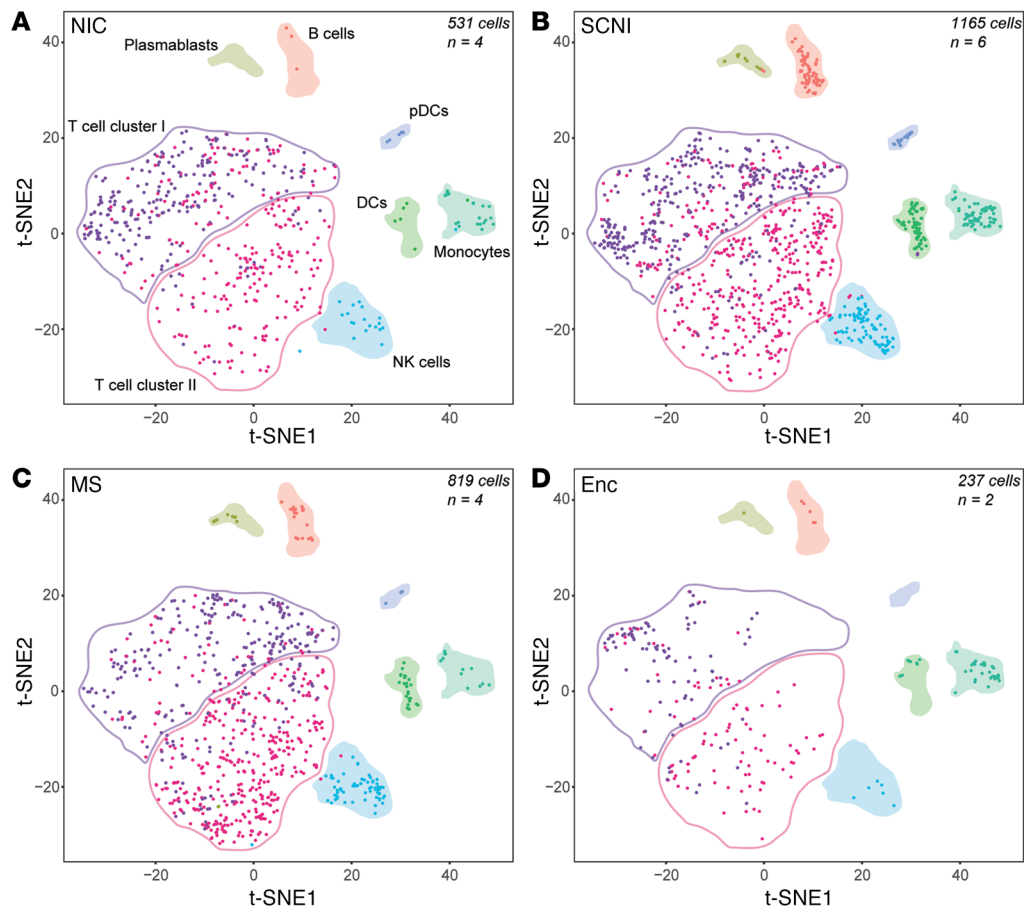 A
NIC
531 cells
n = 4
Plasmablasts
B cells
pDCs
T cell cluster I
DCs
Monocytes
NK cells
T cell cluster II
40
20
0
−20
t-SNE2
−20
0
20
40
t-SNE1
B
SCNI
1165 cells
n = 6
40
20
0
−20
t-SNE2
−20
0
20
40
t-SNE1
C
MS
819 cells
n = 4
40
20
0
−20
t-SNE2
−20
0
20
40
t-SNE1
D
Enc
237 cells
n = 2
40
20
0
−20
t-SNE2
−20
0
20
40
t-SNE1